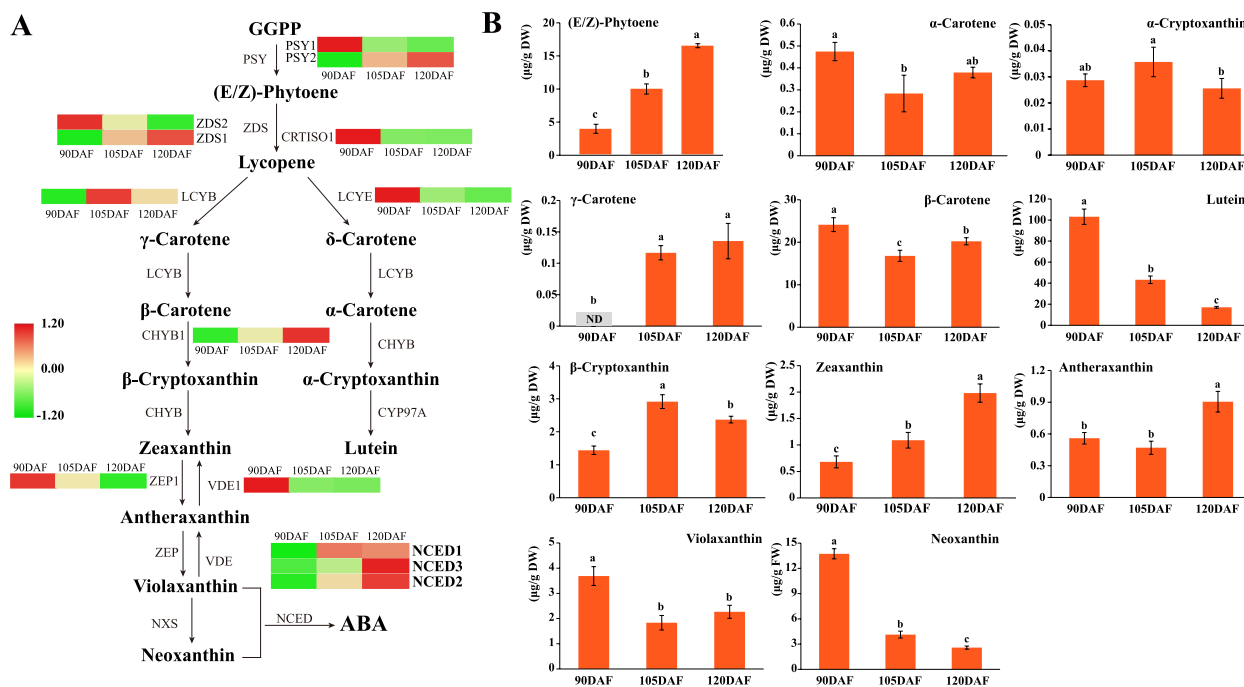 A
GGPP
PSY
PSY1
PSY2
90DAF 105DAF 120DAF
(E/Z)-Phytoene
ZDS2
ZDS1
90DAF 105DAF 120DAF
ZDS
CRTISO1
90DAF 105DAF 120DAF
Lycopene
LCYB
90DAF 105DAF 120DAF
LCYE
90DAF 105DAF 120DAF
γ-Carotene
δ-Carotene
LCYB
LCYB
β-Carotene
α-Carotene
1.20
0.00
-1.20
CHYB1
90DAF 105DAF 120DAF
CHYB
β-Cryptoxanthin
α-Cryptoxanthin
CHYB
CYP97A
Zeaxanthin
Lutein
90DAF 105DAF 120DAF
ZEP1
90DAF 105DAF 120DAF
VDE1
Antheraxanthin
ZEP
VDE
90DAF 105DAF 120DAF
NCED1
NCED3
NCED2
Violaxanthin
NXS
NCED
ABA
Neoxanthin
B
(E/Z)-Phytoene
(μg/g DW)
20
15
10
5
0
c
b
a
90DAF 105DAF 120DAF
α-Carotene
(μg/g DW)
0.6
0.5
0.4
0.3
0.2
0.1
0
a
b
ab
90DAF 105DAF 120DAF
α-Cryptoxanthin
(μg/g DW)
0.05
0.04
0.03
0.02
0.01
0
ab
a
b
90DAF 105DAF 120DAF
γ-Carotene
(μg/g DW)
0.2
0.15
0.1
0.05
0
b
ND
a
a
90DAF 105DAF 120DAF
β-Carotene
(μg/g DW)
30
20
10
0
a
c
b
90DAF 105DAF 120DAF
Lutein
(μg/g DW)
120
100
80
60
40
20
0
a
b
c
90DAF 105DAF 120DAF
β-Cryptoxanthin
(μg/g DW)
4
3
2
1
0
c
a
b
90DAF 105DAF 120DAF
Zeaxanthin
(μg/g DW)
2.5
2
1.5
1
0.5
0
c
b
a
90DAF 105DAF 120DAF
Antheraxanthin
(μg/g DW)
1.2
0.9
0.6
0.3
0.0
b
b
a
90DAF 105DAF 120DAF
Violaxanthin
(μg/g DW)
5
4
3
2
1
0
a
b
b
90DAF 105DAF 120DAF
Neoxanthin
(μg/g FW)
15
12
9
6
3
0
a
b
c
90DAF 105DAF 120DAF